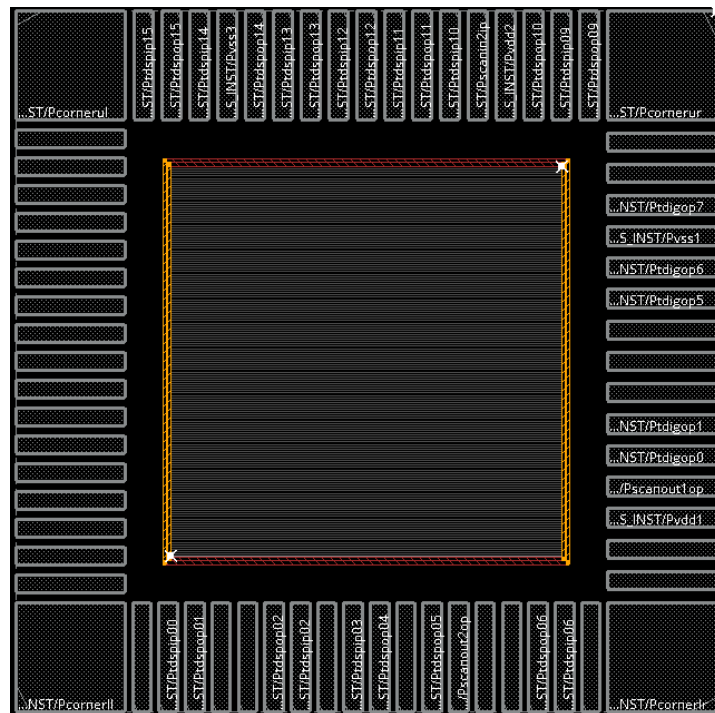 ...ST/Pcornerul
...ST/Ptdspip15
...ST/Ptdspop15
...ST/Ptdspip14
...S_INST/Pvss3
...ST/Ptdspop14
...ST/Ptdspip13
...ST/Ptdspop13
...ST/Ptdspip12
...ST/Ptdspop12
...ST/Ptdspip11
...ST/Ptdspop11
...ST/Ptdspip10
.../Pscanin2ip
...S_INST/Pvdd2
...ST/Ptdspop10
...ST/Ptdspip09
...ST/Ptdspop09
...ST/Pcornerur
...NST/Ptdigop7
...S_INST/Pvss1
...NST/Ptdigop6
...NST/Ptdigop5
...NST/Ptdigop1
...NST/Ptdigop0
.../Pscanout1op
...S_INST/Pvdd1
...NST/Pcornerll
...ST/Ptdspip00
...ST/Ptdspop01
...ST/Ptdspop02
...ST/Ptdspip02
...ST/Ptdspip03
...ST/Ptdspop04
...ST/Ptdspop05
.../Pscanout2op
...ST/Ptdspop06
...ST/Ptdspip06
...NST/Pcornerlr